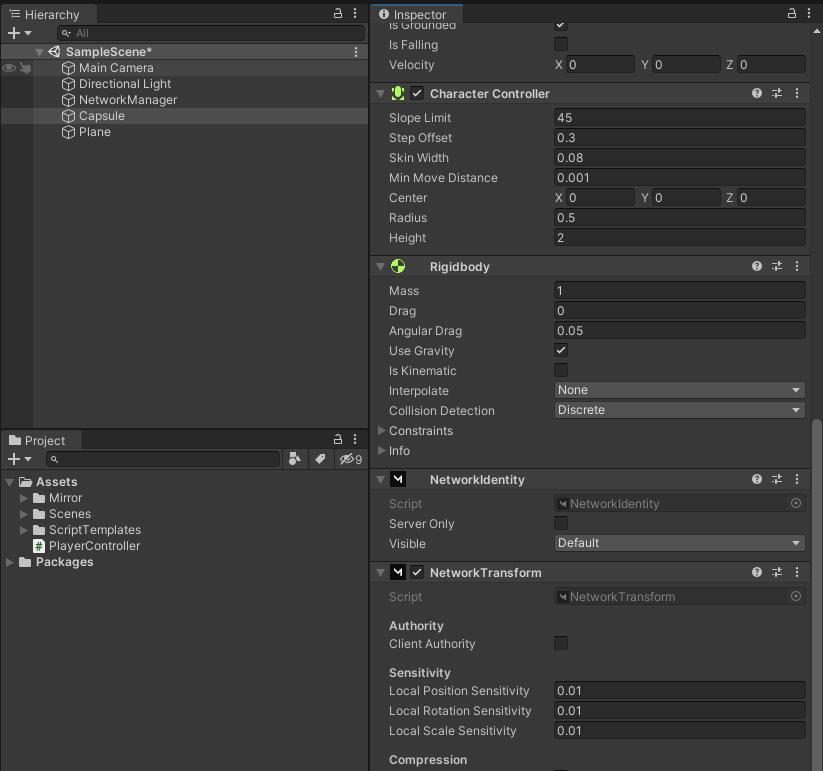 Hierarchy
All
SampleScene*
Main Camera
Directional Light
NetworkManager
Capsule
Plane
Project
9
Assets
Mirror
Scenes
ScriptTemplates
PlayerController
Packages
Inspector
Is Grounded
Is Falling
Velocity X 0 Y 0 Z 0
Character Controller
Slope Limit 45
Step Offset 0.3
Skin Width 0.08
Min Move Distance 0.001
Center X 0 Y 0 Z 0
Radius 0.5
Height 2
Rigidbody
Mass 1
Drag 0
Angular Drag 0.05
Use Gravity
Is Kinematic
Interpolate None
Collision Detection Discrete
Constraints
Info
NetworkIdentity
Script NetworkIdentity
Server Only
Visible Default
NetworkTransform
Script NetworkTransform
Authority
Client Authority
Sensitivity
Local Position Sensitivity 0.01
Local Rotation Sensitivity 0.01
Local Scale Sensitivity 0.01
Compression